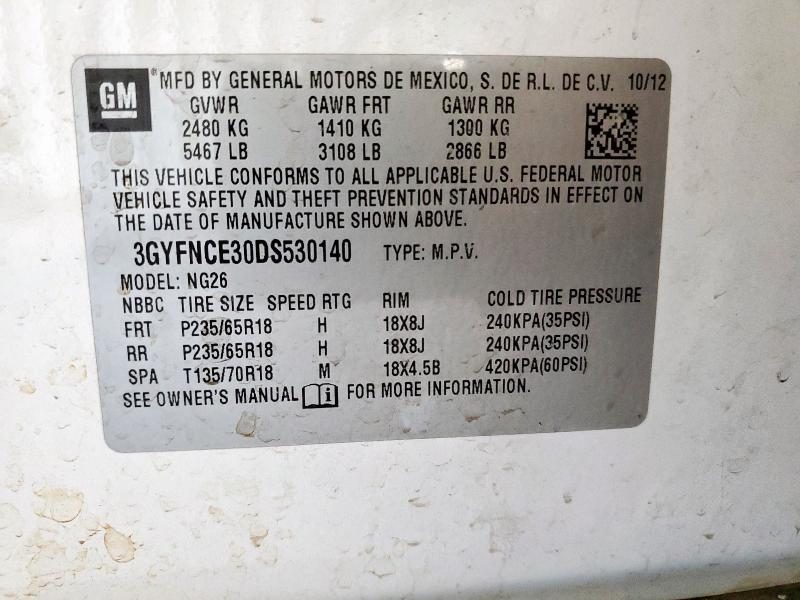 GM ® MFD BY GENERAL MOTORS DE MEXICO, S. DE R.L. DE C.V. 10/12
GVWR GAWR FRT GAWR RR
2480 KG 1410 KG 1300 KG
5467 LB 3108 LB 2866 LB
THIS VEHICLE CONFORMS TO ALL APPLICABLE U.S. FEDERAL MOTOR
VEHICLE SAFETY AND THEFT PREVENTION STANDARDS IN EFFECT ON
THE DATE OF MANUFACTURE SHOWN ABOVE.
3GYFNCE30DS530140 TYPE: M.P.V.
MODEL: NG26
NBBC TIRE SIZE SPEED RTG RIM COLD TIRE PRESSURE
FRT P235/65R18 H 18X8J 240KPA(35PSI)
RR P235/65R18 H 18X8J 240KPA(35PSI)
SPA T135/70R18 M 18X4.5B 420KPA(60PSI)
SEE OWNER'S MANUAL i FOR MORE INFORMATION.